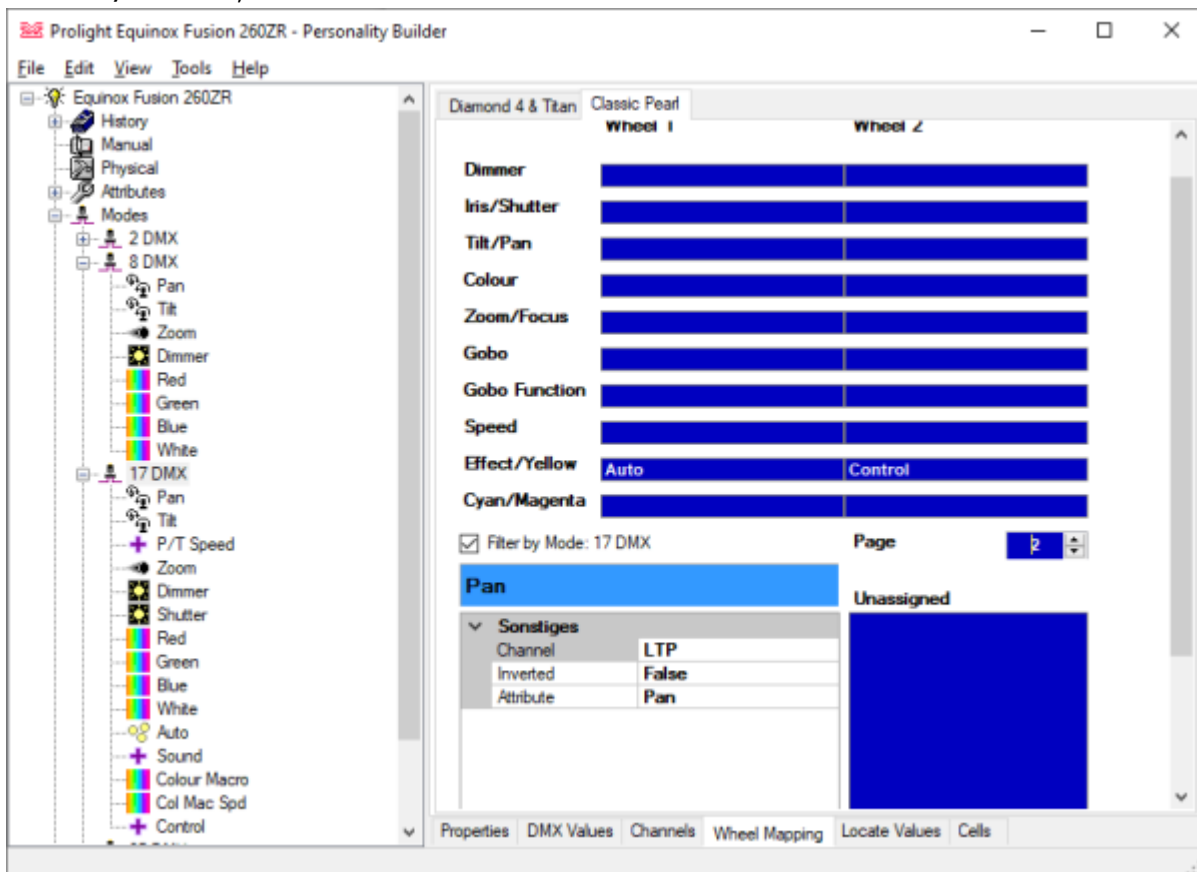 Prolight Equinox Fusion 260ZR - Personality Builder
File Edit View Tools Help
Equinox Fusion 260ZR
History
Manual
Physical
Attributes
Modes
2 DMX
8 DMX
Pan
Tilt
Zoom
Dimmer
Red
Green
Blue
White
17 DMX
Pan
Tilt
P/T Speed
Zoom
Dimmer
Shutter
Red
Green
Blue
White
Auto
Sound
Colour Macro
Col Mac Spd
Control
Diamond 4 & Titan Classic Pearl
Wheel 1 Wheel 2
Dimmer
Iris/Shutter
Tilt/Pan
Colour
Zoom/Focus
Gobo
Gobo Function
Speed
Effect/Yellow Auto Control
Cyan/Magenta
Filter by Mode: 17 DMX Page 2
Pan
Unassigned
Sonstiges
Channel LTP
Inverted False
Attribute Pan
Properties DMX Values Channels Wheel Mapping Locate Values Cells